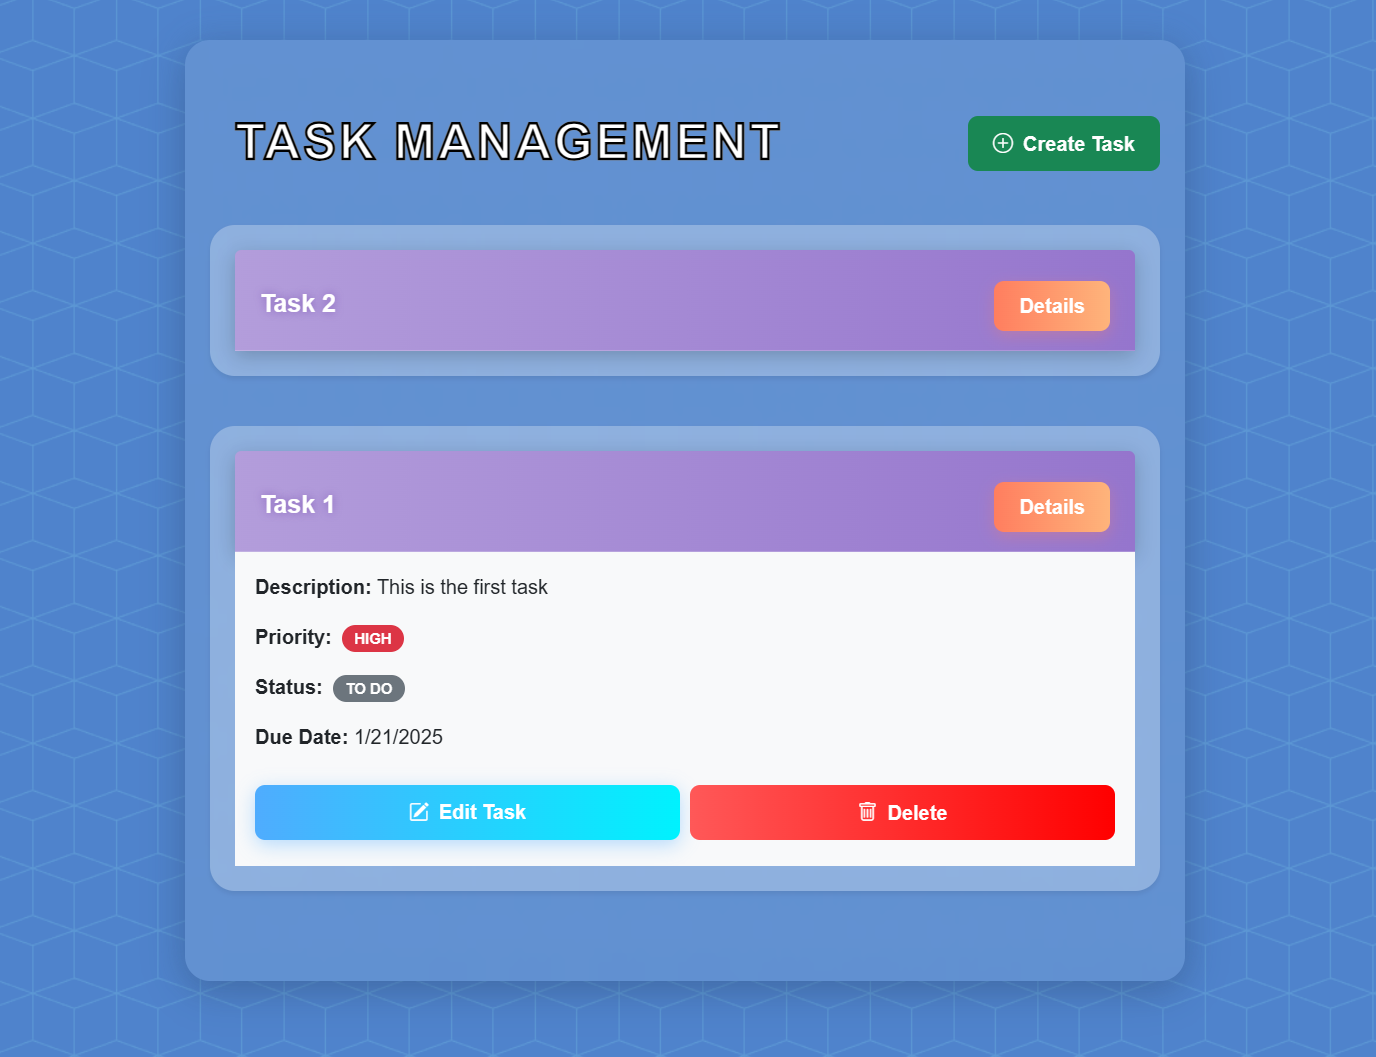 TASK MANAGEMENT
Create Task
Task 2
Details
Task 1
Details
Description: This is the first task
Priority: HIGH
Status: TO DO
Due Date: 1/21/2025
Edit Task
Delete